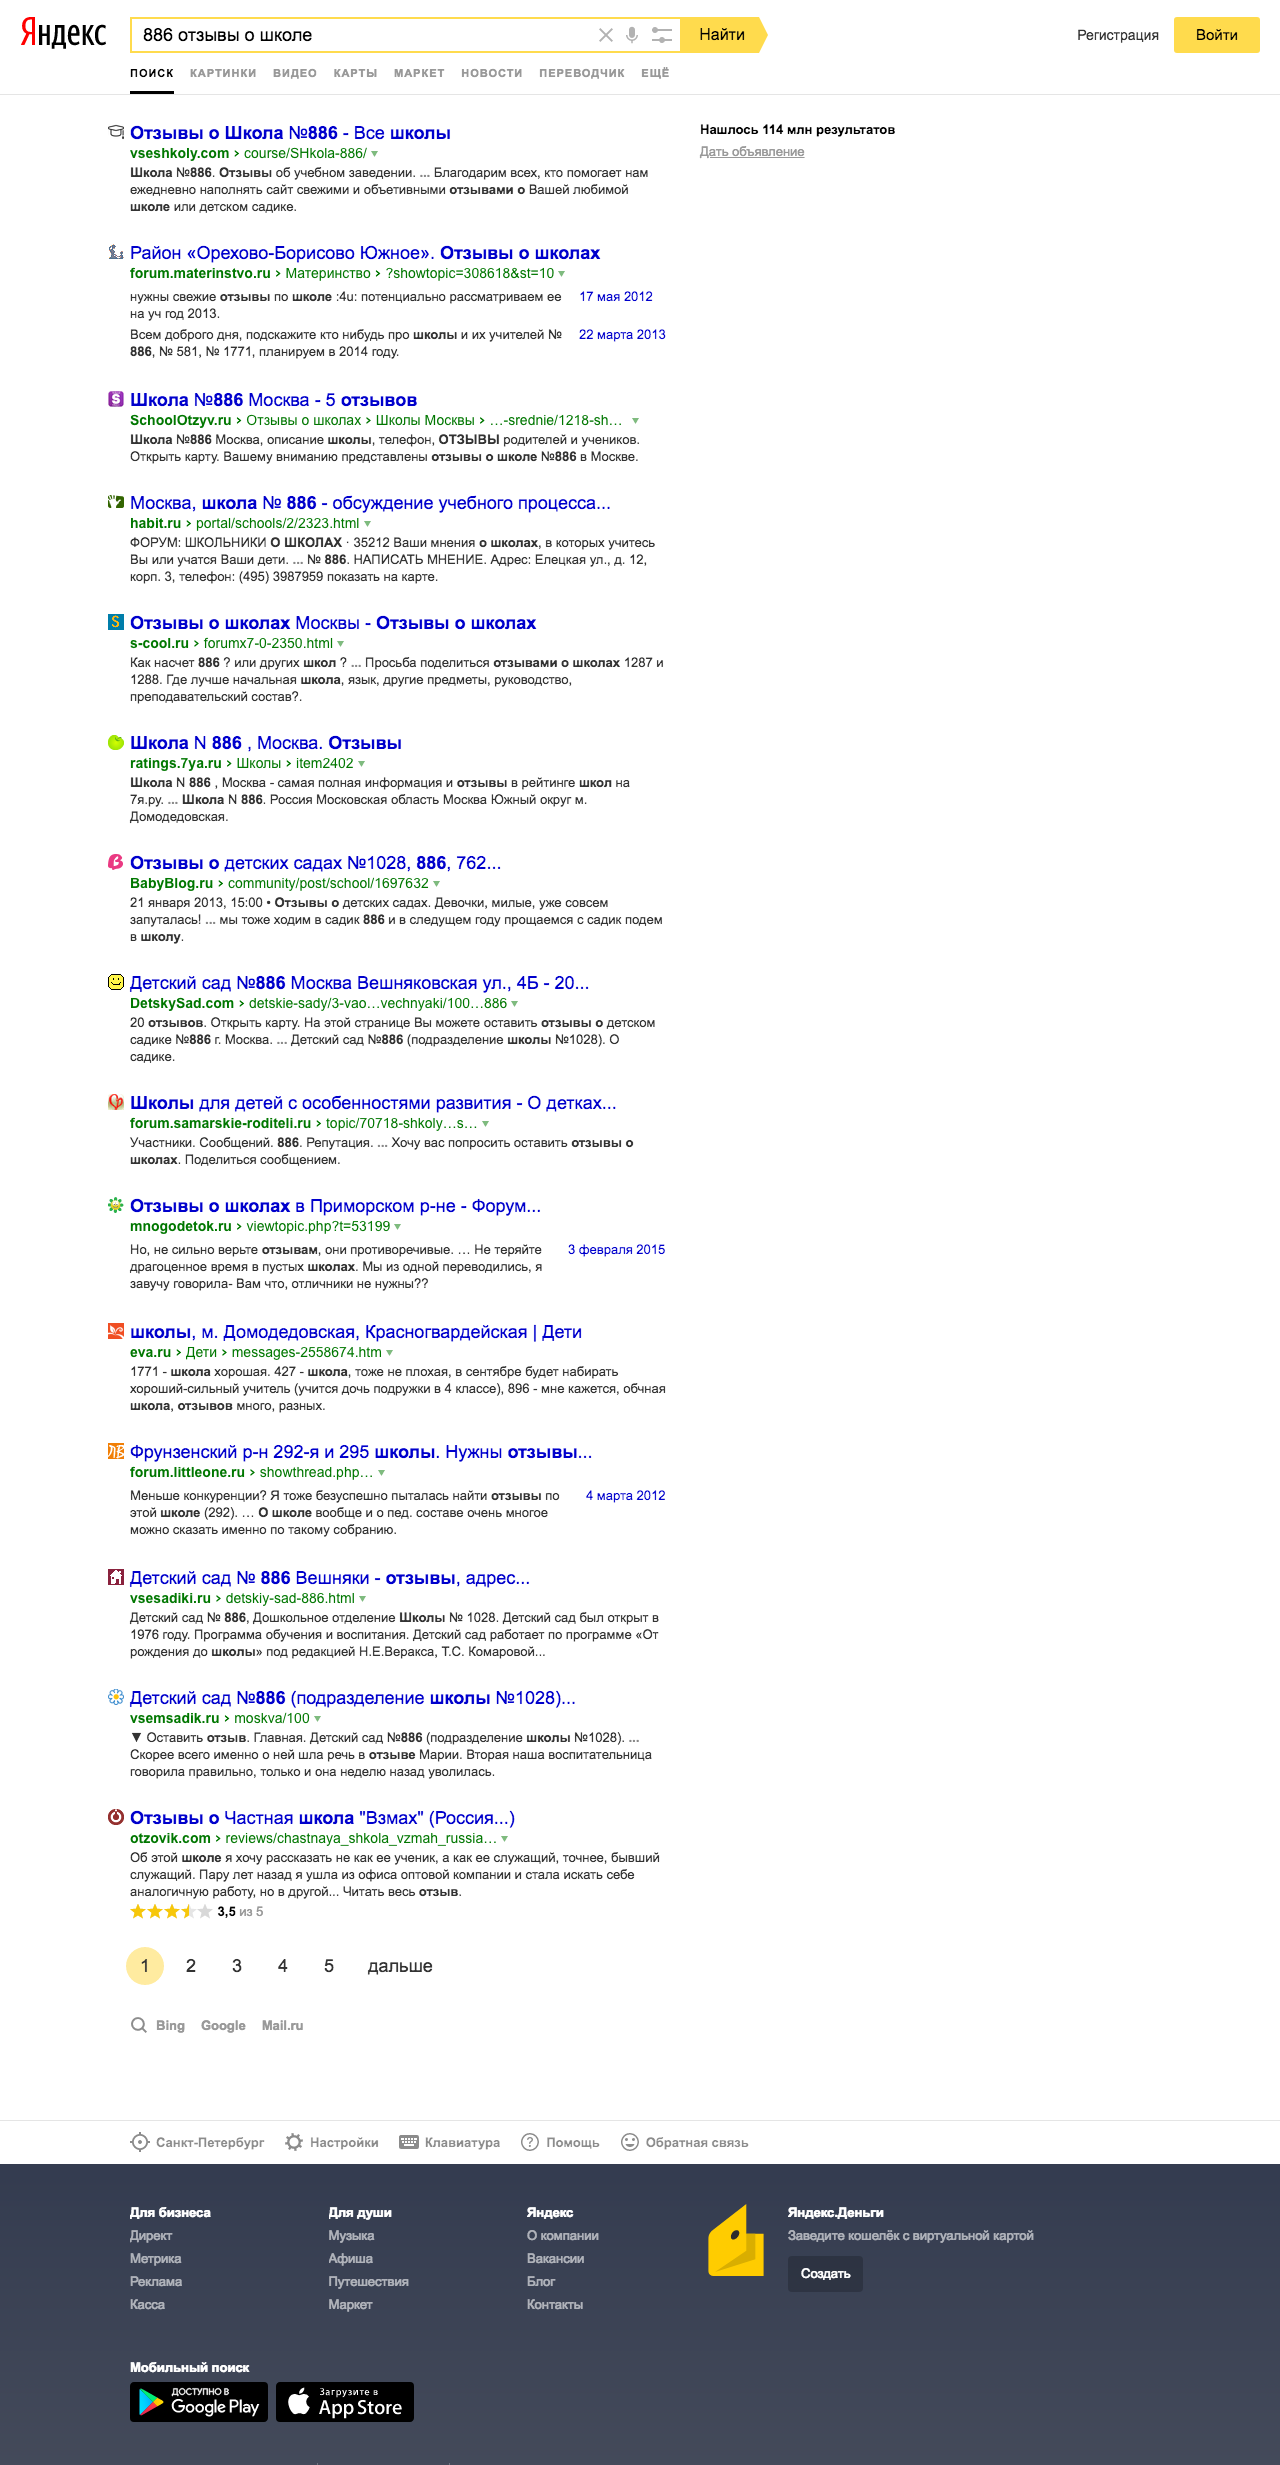 Яндекс
886 отзывы о школе
Найти
Регистрация
Войти
ПОИСК КАРТИНКИ ВИДЕО КАРТЫ МАРКЕТ НОВОСТИ ПЕРЕВОДЧИК ЕЩЁ
Нашлось 114 млн результатов
Дать объявление
Отзывы о Школа №886 - Все школы
vseshkoly.com › course/SHkola-886/
Школа №886. Отзывы об учебном заведении. ... Благодарим всех, кто помогает нам
ежедневно наполнять сайт свежими и объетивными отзывами о Вашей любимой
школе или детском садике.
Район «Орехово-Борисово Южное». Отзывы о школах
forum.materinstvo.ru › Материнство › ?showtopic=308618&st=10
нужны свежие отзывы по школе :4u: потенциально рассматриваем ее 17 мая 2012
на уч год 2013.
Всем доброго дня, подскажите кто нибудь про школы и их учителей № 22 марта 2013
886, № 581, № 1771, планируем в 2014 году.
Школа №886 Москва - 5 отзывов
SchoolOtzyv.ru › Отзывы о школах › Школы Москвы › …-srednie/1218-sh…
Школа №886 Москва, описание школы, телефон, ОТЗЫВЫ родителей и учеников.
Открыть карту. Вашему вниманию представлены отзывы о школе №886 в Москве.
Москва, школа № 886 - обсуждение учебного процесса...
habit.ru › portal/schools/2/2323.html
ФОРУМ: ШКОЛЬНИКИ О ШКОЛАХ · 35212 Ваши мнения о школах, в которых учитесь
Вы или учатся Ваши дети. ... № 886. НАПИСАТЬ МНЕНИЕ. Адрес: Елецкая ул., д. 12,
корп. 3, телефон: (495) 3987959 показать на карте.
Отзывы о школах Москвы - Отзывы о школах
s-cool.ru › forumx7-0-2350.html
Как насчет 886 ? или других школ ? ... Просьба поделиться отзывами о школах 1287 и
1288. Где лучше начальная школа, язык, другие предметы, руководство,
преподавательский состав?.
Школа N 886 , Москва. Отзывы
ratings.7ya.ru › Школы › item2402
Школа N 886 , Москва - самая полная информация и отзывы в рейтинге школ на
7я.ру. ... Школа N 886. Россия Московская область Москва Южный округ м.
Домодедовская.
Отзывы о детских садах №1028, 886, 762...
BabyBlog.ru › community/post/school/1697632
21 января 2013, 15:00 • Отзывы о детских садах. Девочки, милые, уже совсем
запуталась! ... мы тоже ходим в садик 886 и в следущем году прощаемся с садик подем
в школу.
Детский сад №886 Москва Вешняковская ул., 4Б - 20...
DetskySad.com › detskie-sady/3-vao…vechnyaki/100…886
20 отзывов. Открыть карту. На этой странице Вы можете оставить отзывы о детском
садике №886 г. Москва. ... Детский сад №886 (подразделение школы №1028). О
садике.
Школы для детей с особенностями развития - О детках...
forum.samarskie-roditeli.ru › topic/70718-shkoly…s…
Участники. Сообщений. 886. Репутация. ... Хочу вас попросить оставить отзывы о
школах. Поделиться сообщением.
Отзывы о школах в Приморском р-не - Форум...
mnogodetok.ru › viewtopic.php?t=53199
Но, не сильно верьте отзывам, они противоречивые. … Не теряйте 3 февраля 2015
драгоценное время в пустых школах. Мы из одной переводились, я
завучу говорила- Вам что, отличники не нужны??
школы, м. Домодедовская, Красногвардейская | Дети
eva.ru › Дети › messages-2558674.htm
1771 - школа хорошая. 427 - школа, тоже не плохая, в сентябре будет набирать
хороший-сильный учитель (учится дочь подружки в 4 классе), 896 - мне кажется, обчная
школа, отзывов много, разных.
Фрунзенский р-н 292-я и 295 школы. Нужны отзывы...
forum.littleone.ru › showthread.php…
Меньше конкуренции? Я тоже безуспешно пыталась найти отзывы по 4 марта 2012
этой школе (292). … О школе вообще и о пед. составе очень многое
можно сказать именно по такому собранию.
Детский сад № 886 Вешняки - отзывы, адрес...
vsesadiki.ru › detskiy-sad-886.html
Детский сад № 886, Дошкольное отделение Школы № 1028. Детский сад был открыт в
1976 году. Программа обучения и воспитания. Детский сад работает по программе «От
рождения до школы» под редакцией Н.Е.Веракса, Т.С. Комаровой...
Детский сад №886 (подразделение школы №1028)...
vsemsadik.ru › moskva/100
▼ Оставить отзыв. Главная. Детский сад №886 (подразделение школы №1028). ...
Скорее всего именно о ней шла речь в отзыве Марии. Вторая наша воспитательница
говорила правильно, только и она неделю назад уволилась.
Отзывы о Частная школа "Взмах" (Россия...)
otzovik.com › reviews/chastnaya_shkola_vzmah_russia…
Об этой школе я хочу рассказать не как ее ученик, а как ее служащий, точнее, бывший
служащий. Пару лет назад я ушла из офиса оптовой компании и стала искать себе
аналогичную работу, но в другой... Читать весь отзыв.
3,5 из 5
1 2 3 4 5 дальше
Bing Google Mail.ru
Санкт-Петербург Настройки Клавиатура Помощь Обратная связь
Для бизнеса
Директ
Метрика
Реклама
Касса
Для души
Музыка
Афиша
Путешествия
Маркет
Яндекс
О компании
Вакансии
Блог
Контакты
Яндекс.Деньги
Заведите кошелёк с виртуальной картой
Создать
Мобильный поиск
ДОСТУПНО В
Google Play
Загрузите в
App Store